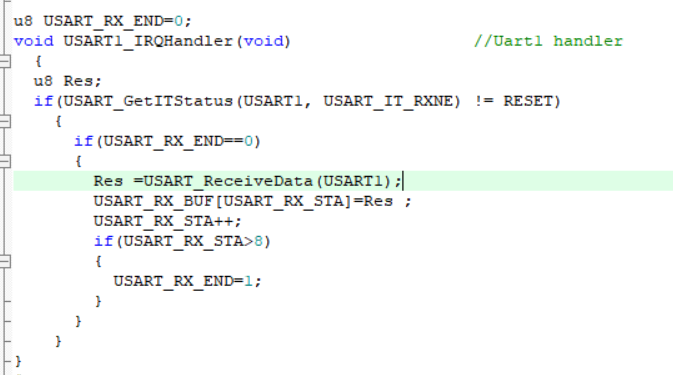 u8 USART_RX_END=0;
void USART1_IRQHandler(void)                //Uart1 handler
  {
  u8 Res;
  if(USART_GetITStatus(USART1, USART_IT_RXNE) != RESET)
    {
      if(USART_RX_END==0)
      {
        Res =USART_ReceiveData(USART1);
        USART_RX_BUF[USART_RX_STA]=Res ;
        USART_RX_STA++;
        if(USART_RX_STA>8)
        {
          USART_RX_END=1;
        }
      }
    }
}